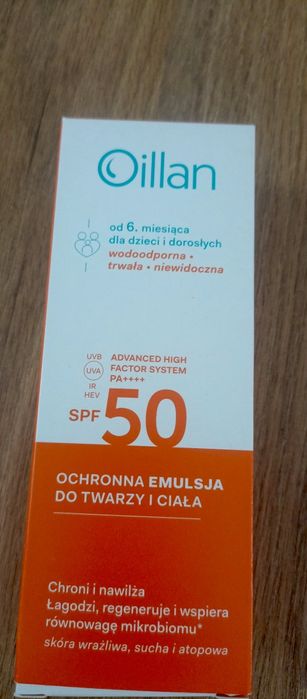 Oillan
od 6. miesiąca
dla dzieci i dorosłych
wodoodporna •
trwała • niewidoczna
UVB
UVA
IR
HEV
ADVANCED HIGH
FACTOR SYSTEM
PA++++
SPF 50
OCHRONNA EMULSJA
DO TWARZY I CIAŁA
Chroni i nawilża
Łagodzi, regeneruje i wspiera
równowagę mikrobiomu*
skóra wrażliwa, sucha i atopowa